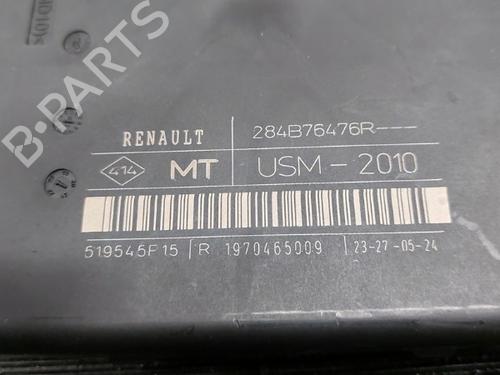 B-PARTS
RENAULT 284B76476R---
414 MT USM-2010
519545F15 R 1970465009 23-27-05-24